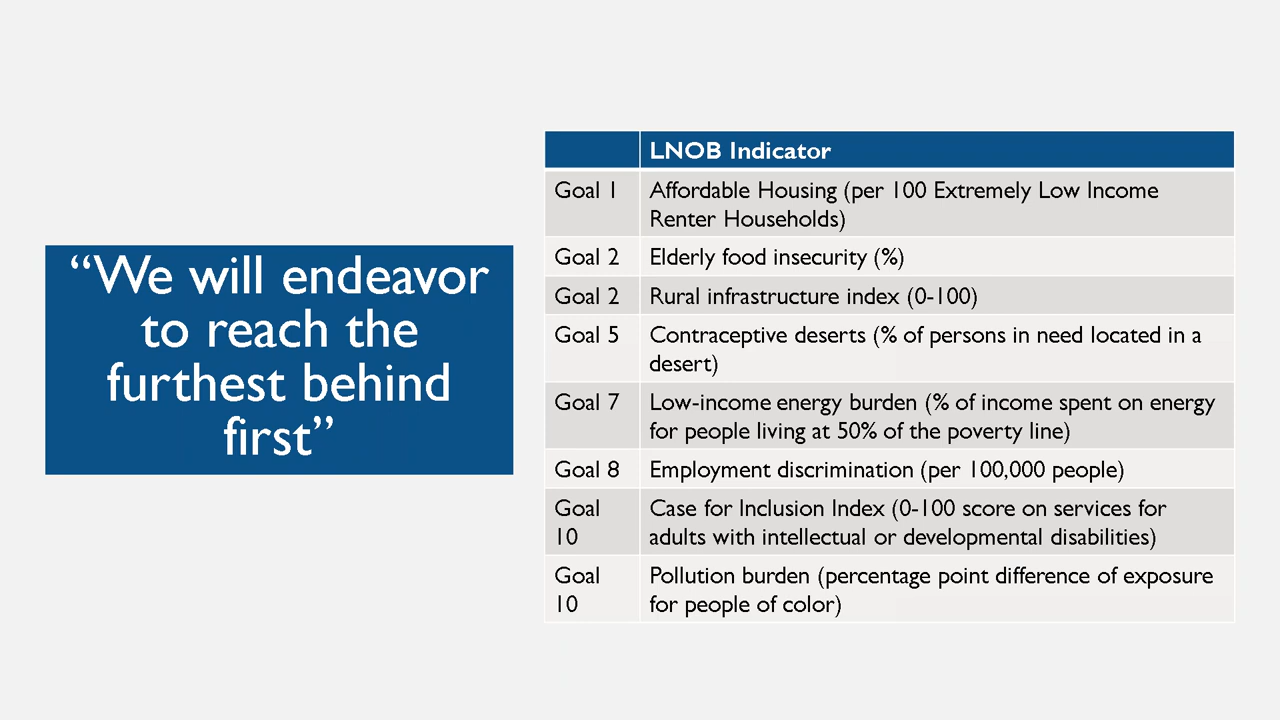 “We will endeavor
to reach the
furthest behind
first”
LNOB Indicator
Goal 1
Affordable Housing (per 100 Extremely Low Income
Renter Households)
Goal 2
Elderly food insecurity (%)
Goal 2
Rural infrastructure index (0-100)
Goal 5
Contraceptive deserts (% of persons in need located in a
desert)
Goal 7
Low-income energy burden (% of income spent on energy
for people living at 50% of the poverty line)
Goal 8
Employment discrimination (per 100,000 people)
Goal
10
Case for Inclusion Index (0-100 score on services for
adults with intellectual or developmental disabilities)
Goal
10
Pollution burden (percentage point difference of exposure
for people of color)